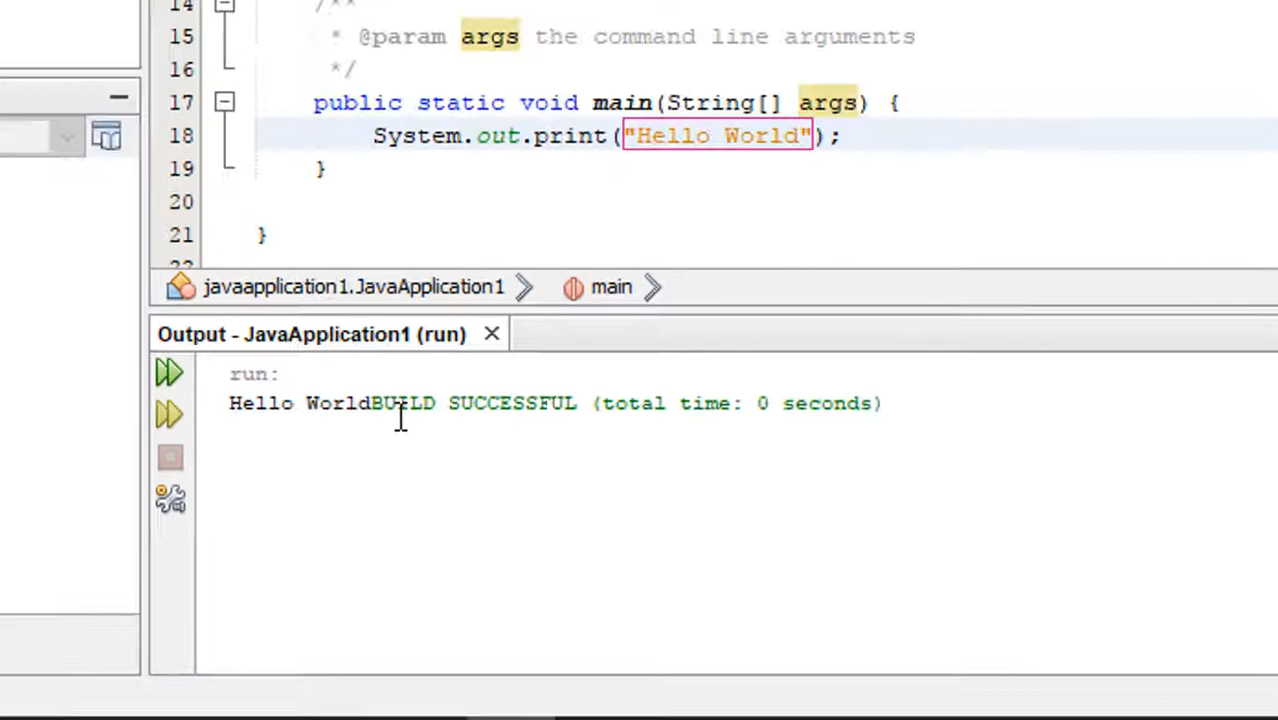 14 /**
15 * @param args the command line arguments
16 */
17 public static void main(String[] args) {
18 System.out.print("Hello World");
19 }
20
21 }
22
javaapplication1.JavaApplication1 main
Output - JavaApplication1 (run)
run:
Hello WorldBUILD SUCCESSFUL (total time: 0 seconds)